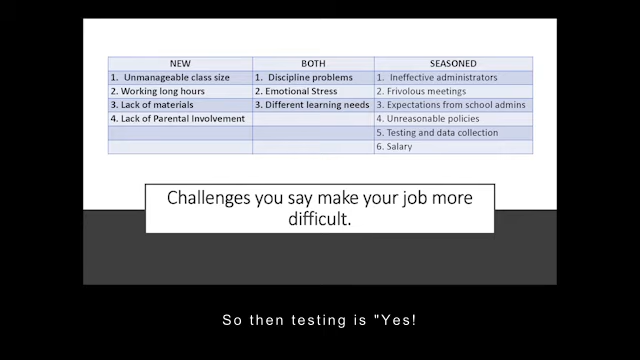 NEW BOTH SEASONED
1. Unmanageable class size 1. Discipline problems 1. Ineffective administrators
2. Working long hours 2. Emotional Stress 2. Frivolous meetings
3. Lack of materials 3. Different learning needs 3. Expectations from school admins
4. Lack of Parental Involvement 4. Unreasonable policies
5. Testing and data collection
6. Salary
Challenges you say make your job more
difficult.
So then testing is "Yes!